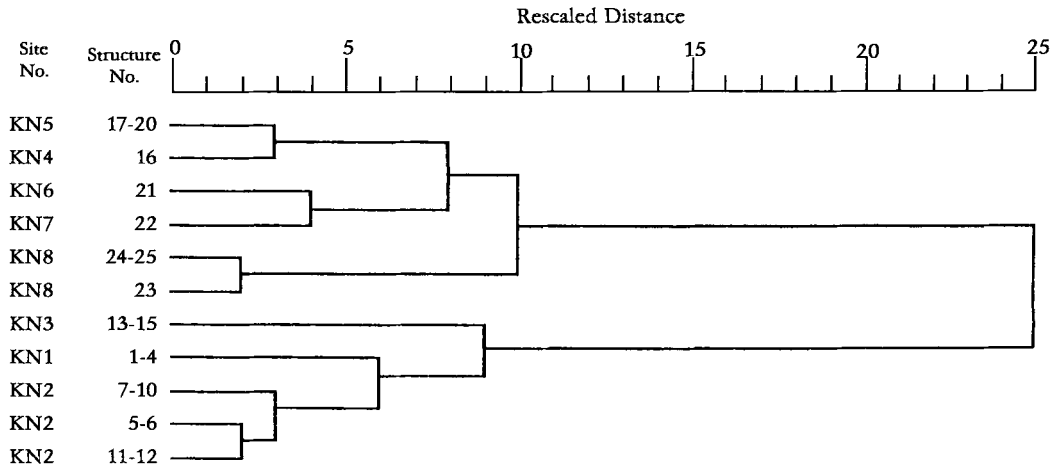 Rescaled Distance
Site No.
Structure No.
0 5 10 15 20 25
KN5 17-20
KN4 16
KN6 21
KN7 22
KN8 24-25
KN8 23
KN3 13-15
KN1 1-4
KN2 7-10
KN2 5-6
KN2 11-12